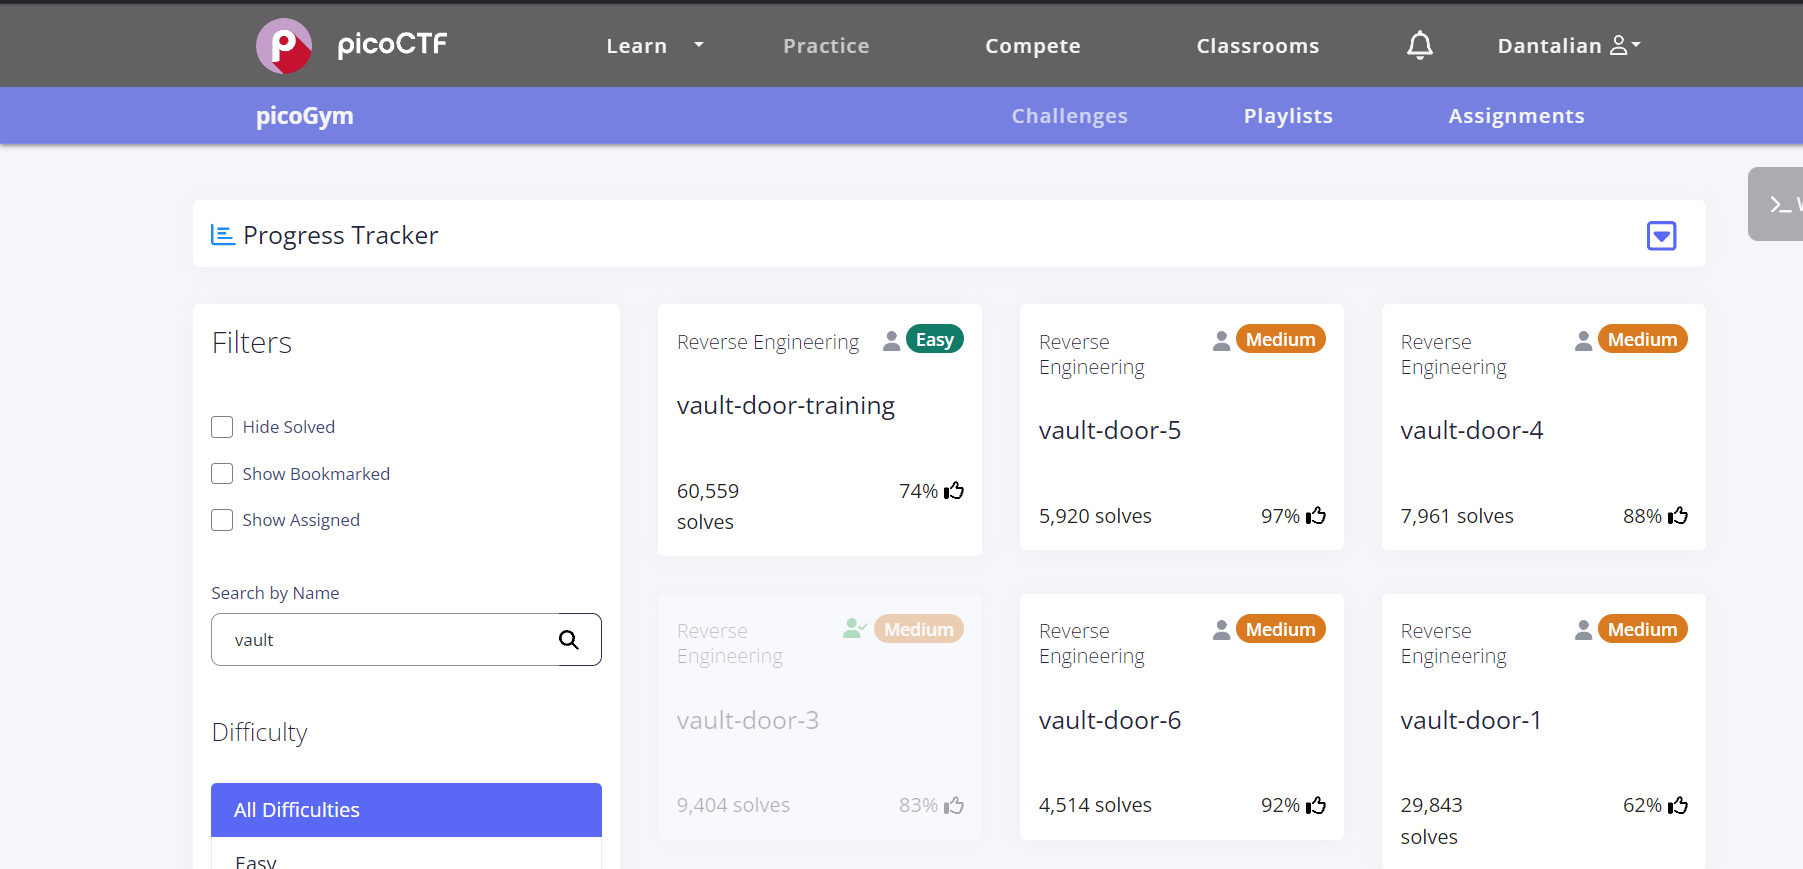 picoCTF
Learn
Practice
Compete
Classrooms
Dantalian
picoGym
Challenges
Playlists
Assignments
Progress Tracker
Filters
Hide Solved
Show Bookmarked
Show Assigned
Search by Name
vault
Difficulty
All Difficulties
Easy
Reverse Engineering
Easy
vault-door-training
60,559
solves
74%
Reverse
Engineering
Medium
vault-door-5
5,920 solves
97%
Reverse
Engineering
Medium
vault-door-4
7,961 solves
88%
Reverse
Engineering
Medium
vault-door-3
9,404 solves
83%
Reverse
Engineering
Medium
vault-door-6
4,514 solves
92%
Reverse
Engineering
Medium
vault-door-1
29,843
solves
62%